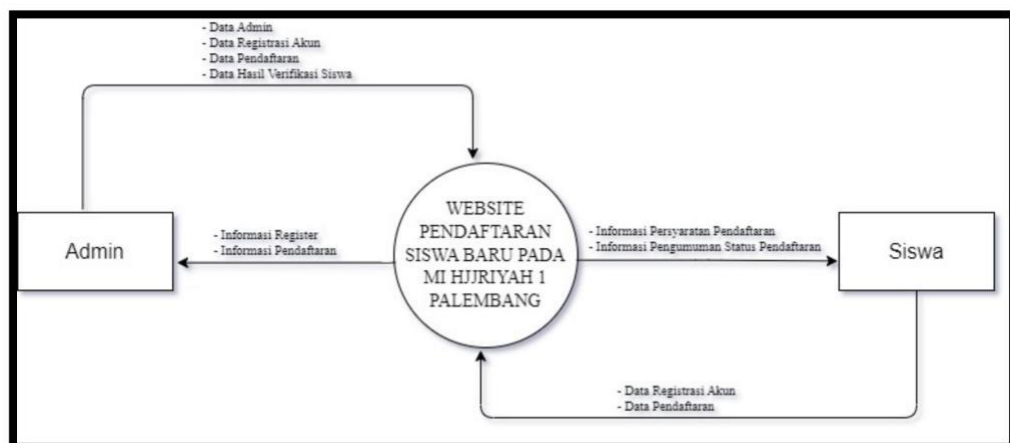 - Data Admin
- Data Registrasi Akun
- Data Pendaftaran
- Data Hasil Verifikasi Siswa
Admin
- Informasi Register
- Informasi Pendaftaran
WEBSITE
PENDAFTARAN
SISWA BARU PADA
MI HIJRIYAH 1
PALEMBANG
- Informasi Persyaratan Pendaftaran
- Informasi Pengumuman Status Pendaftaran
Siswa
- Data Registrasi Akun
- Data Pendaftaran